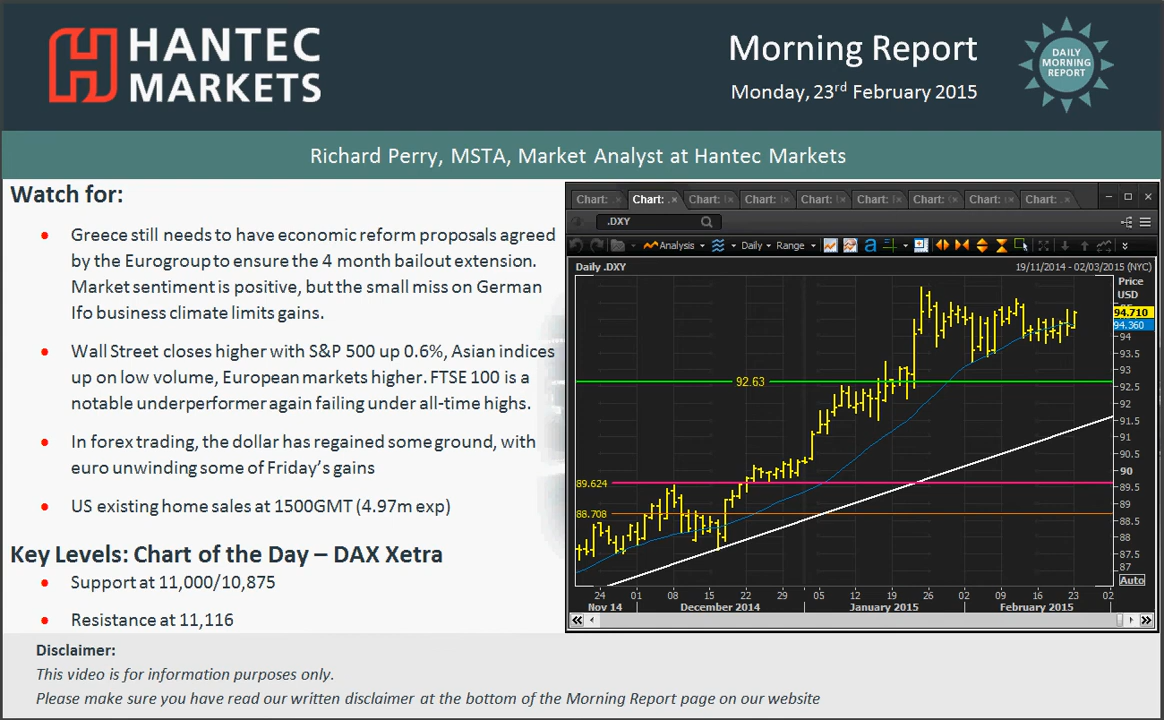 HANTEC
MARKETS
Morning Report
Monday, 23rd February 2015
DAILY
MORNING
REPORT
Richard Perry, MSTA, Market Analyst at Hantec Markets
Watch for:
Greece still needs to have economic reform proposals agreed
by the Eurogroup to ensure the 4 month bailout extension.
Market sentiment is positive, but the small miss on German
Ifo business climate limits gains.
Wall Street closes higher with S&P 500 up 0.6%, Asian indices
up on low volume, European markets higher. FTSE 100 is a
notable underperformer again failing under all-time highs.
In forex trading, the dollar has regained some ground, with
euro unwinding some of Friday's gains
US existing home sales at 1500GMT (4.97m exp)
Key Levels: Chart of the Day – DAX Xetra
Support at 11,000/10,875
Resistance at 11,116
Chart: Chart: Chart: Chart: Chart: Chart: Chart: Chart: Chart:
.DXY
Analysis Daily Range
Daily .DXY
19/11/2014 - 02/03/2015 (NYC)
Price
USD
94.710
94.360
94
93.5
93
92.5
92
91.5
91
90.5
90
89.5
89
88.5
88
87.5
87
Auto
92.63
89.624
88.708
24 01 08 15 22 29 05 12 19 26 02 09 16 23 02
Nov 14 December 2014 January 2015 February 2015
Disclaimer:
This video is for information purposes only.
Please make sure you have read our written disclaimer at the bottom of the Morning Report page on our website